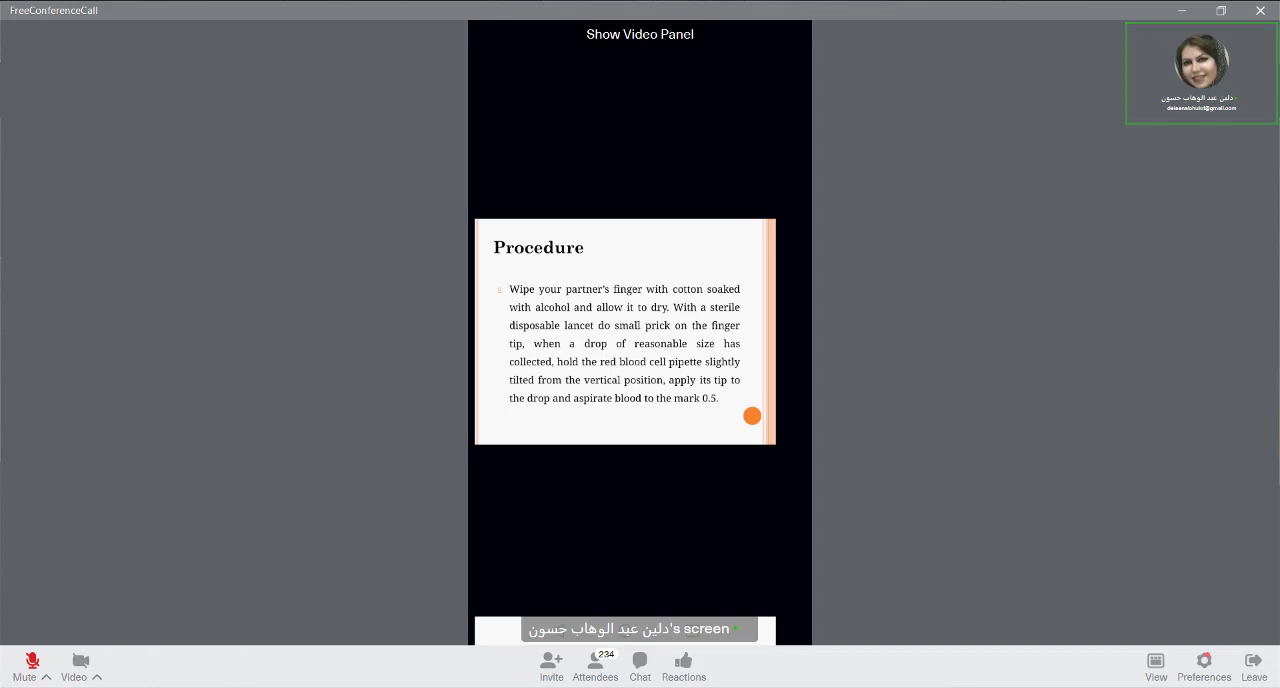 FreeConferenceCall
Show Video Panel
دلين عبد الوهاب حسون
deleenalshukri@gmail.com
Procedure
Wipe your partner's finger with cotton soaked
with alcohol and allow it to dry. With a sterile
disposable lancet do small prick on the finger
tip, when a drop of reasonable size has
collected, hold the red blood cell pipette slightly
tilted from the vertical position, apply its tip to
the drop and aspirate blood to the mark 0.5.
دلين عبد الوهاب حسون's screen
Mute
Video
Invite
234
Attendees
Chat
Reactions
View
Preferences
Leave